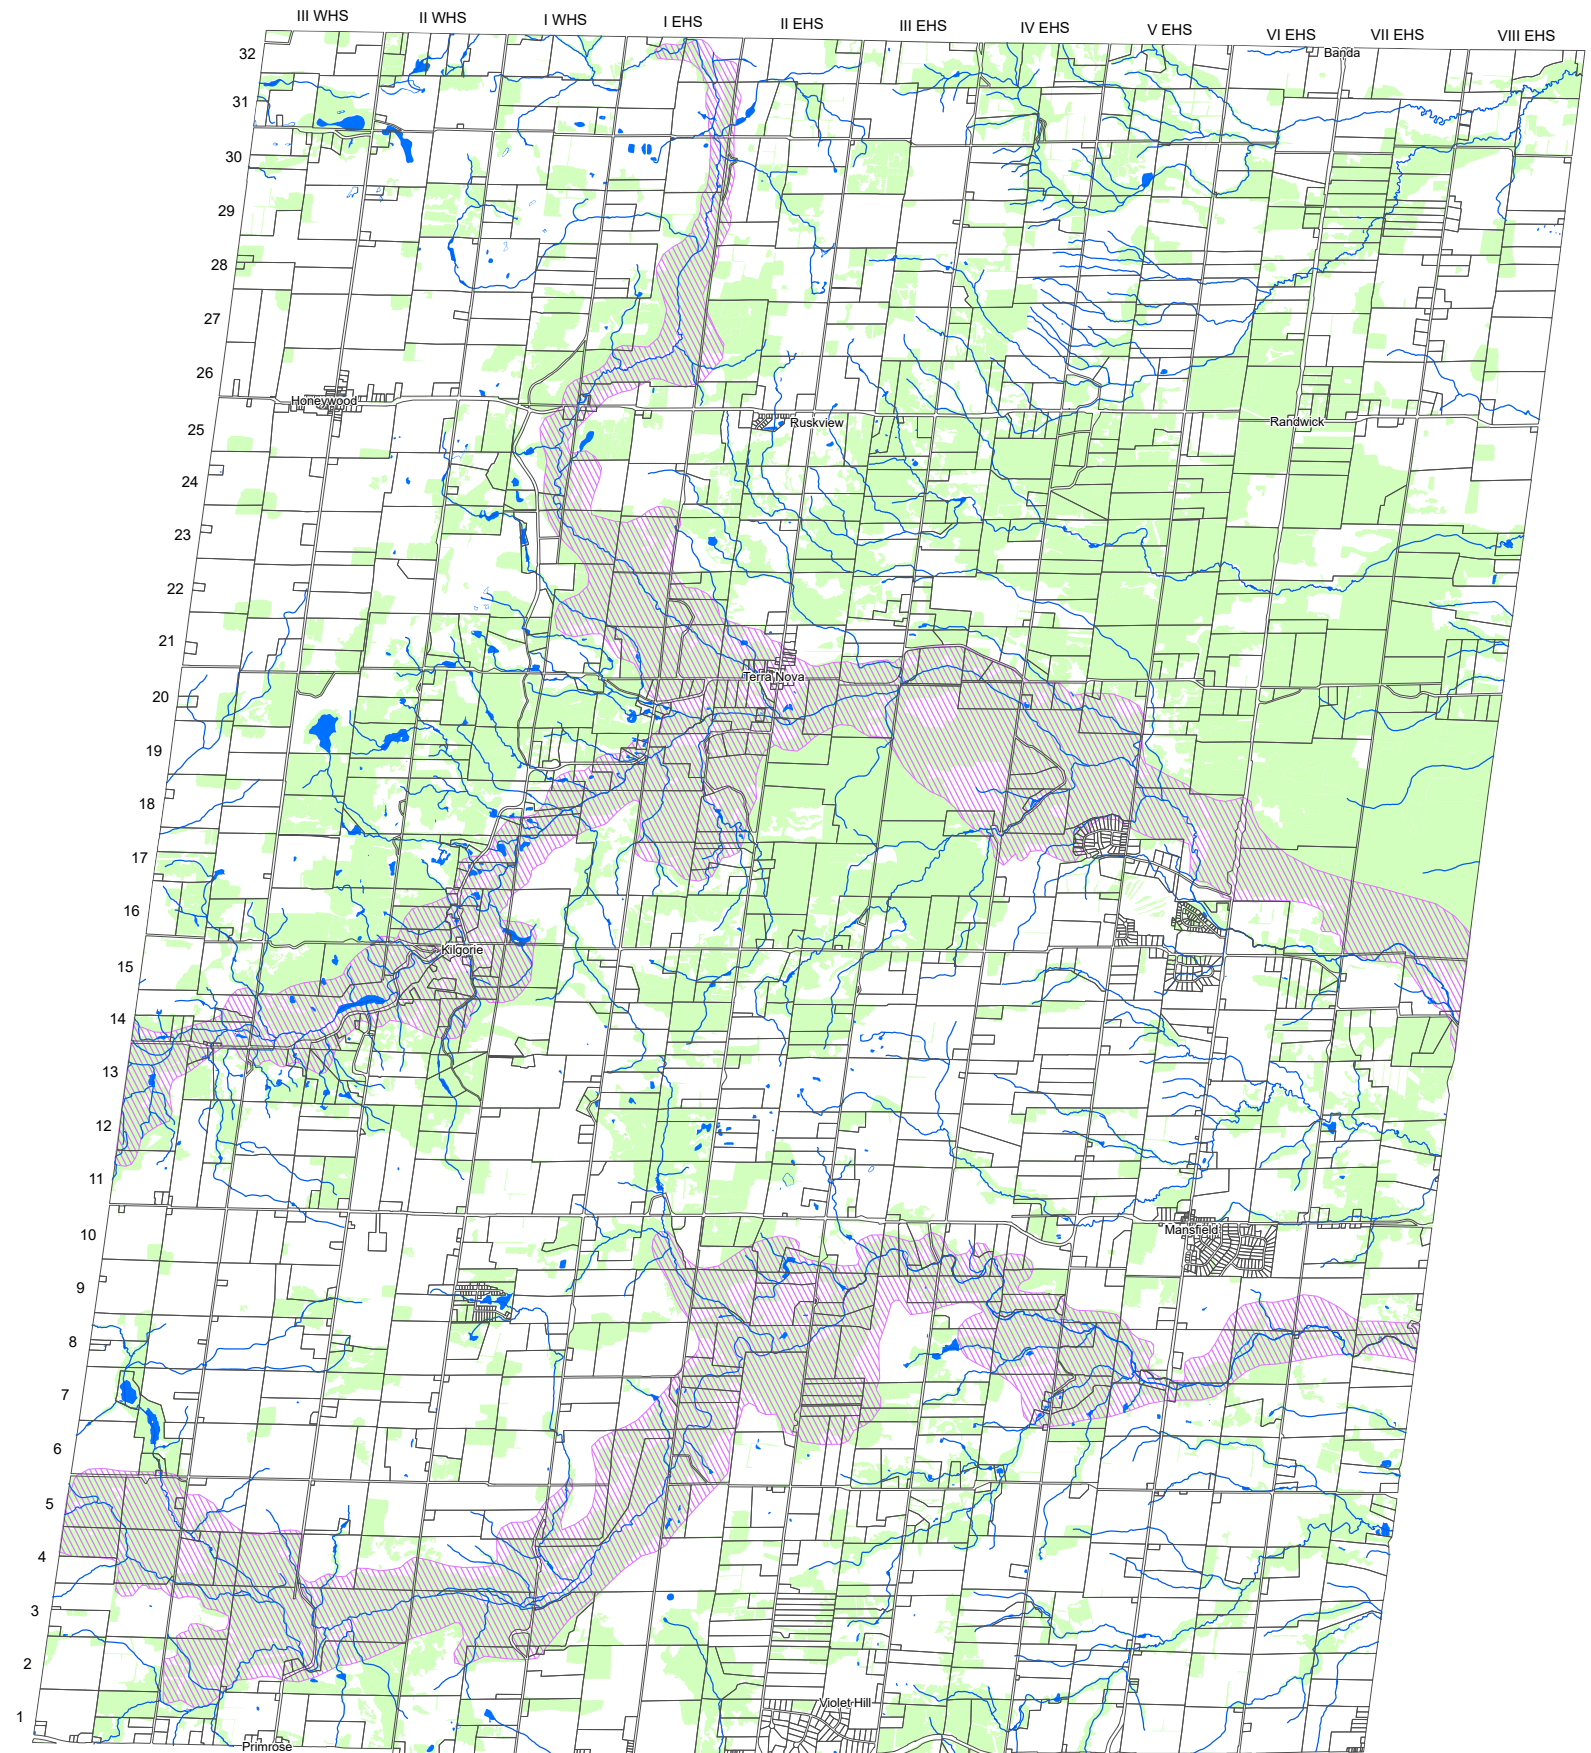 III WHS
II WHS
I WHS
I EHS
II EHS
III EHS
IV EHS
V EHS
VI EHS
VII EHS
VIII EHS
32
Banda
31
30
29
28
27
26
Honeywood
Ruskview
Randwick
25
24
23
22
21
Terra Nova
20
19
18
17
16
Kilgorie
15
14
13
12
11
10
Mansfield
9
8
7
6
5
4
3
2
Violet Hill
1
Primrose